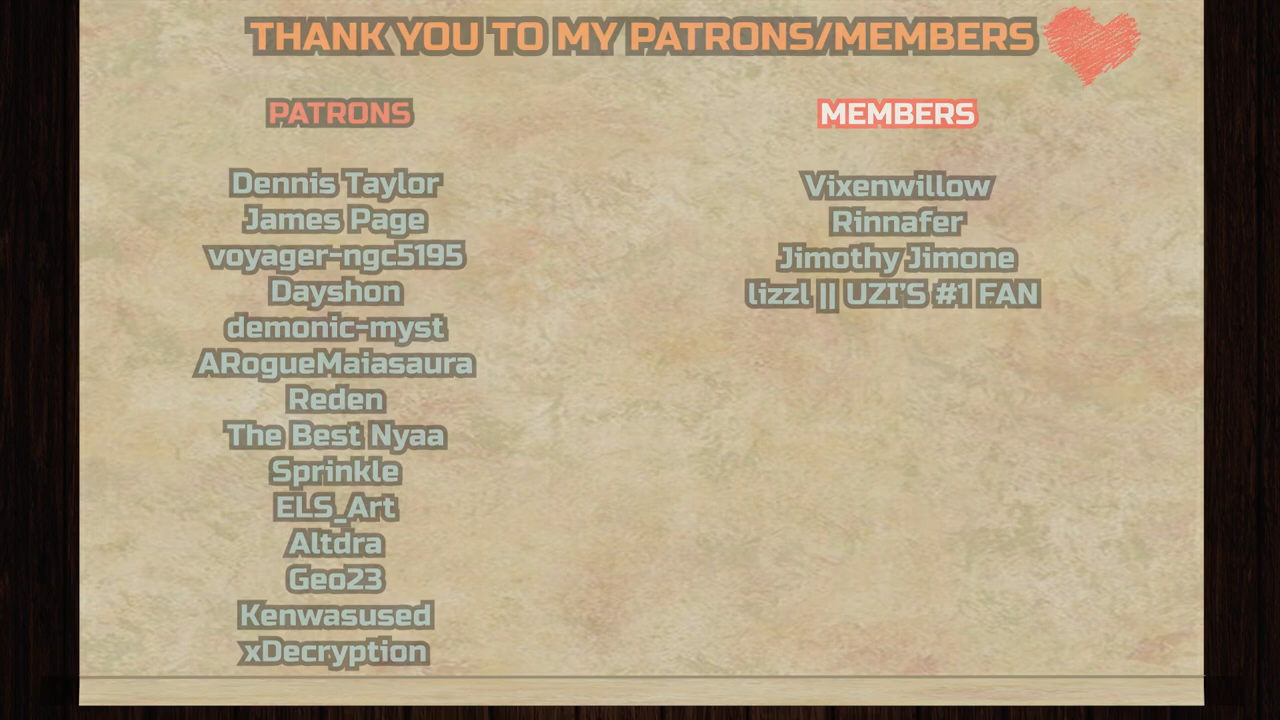 THANK YOU TO MY PATRONS/MEMBERS
PATRONS
Dennis Taylor
James Page
voyager-ngc5195
Dayshon
demonic-myst
ARogueMaiasaura
Reden
The Best Nyaa
Sprinkle
ELS_Art
Altdra
Geo23
Kenwasused
xDecryption
MEMBERS
Vixenwillow
Rinnafer
Jimothy Jimone
lizzl || UZI'S #1 FAN